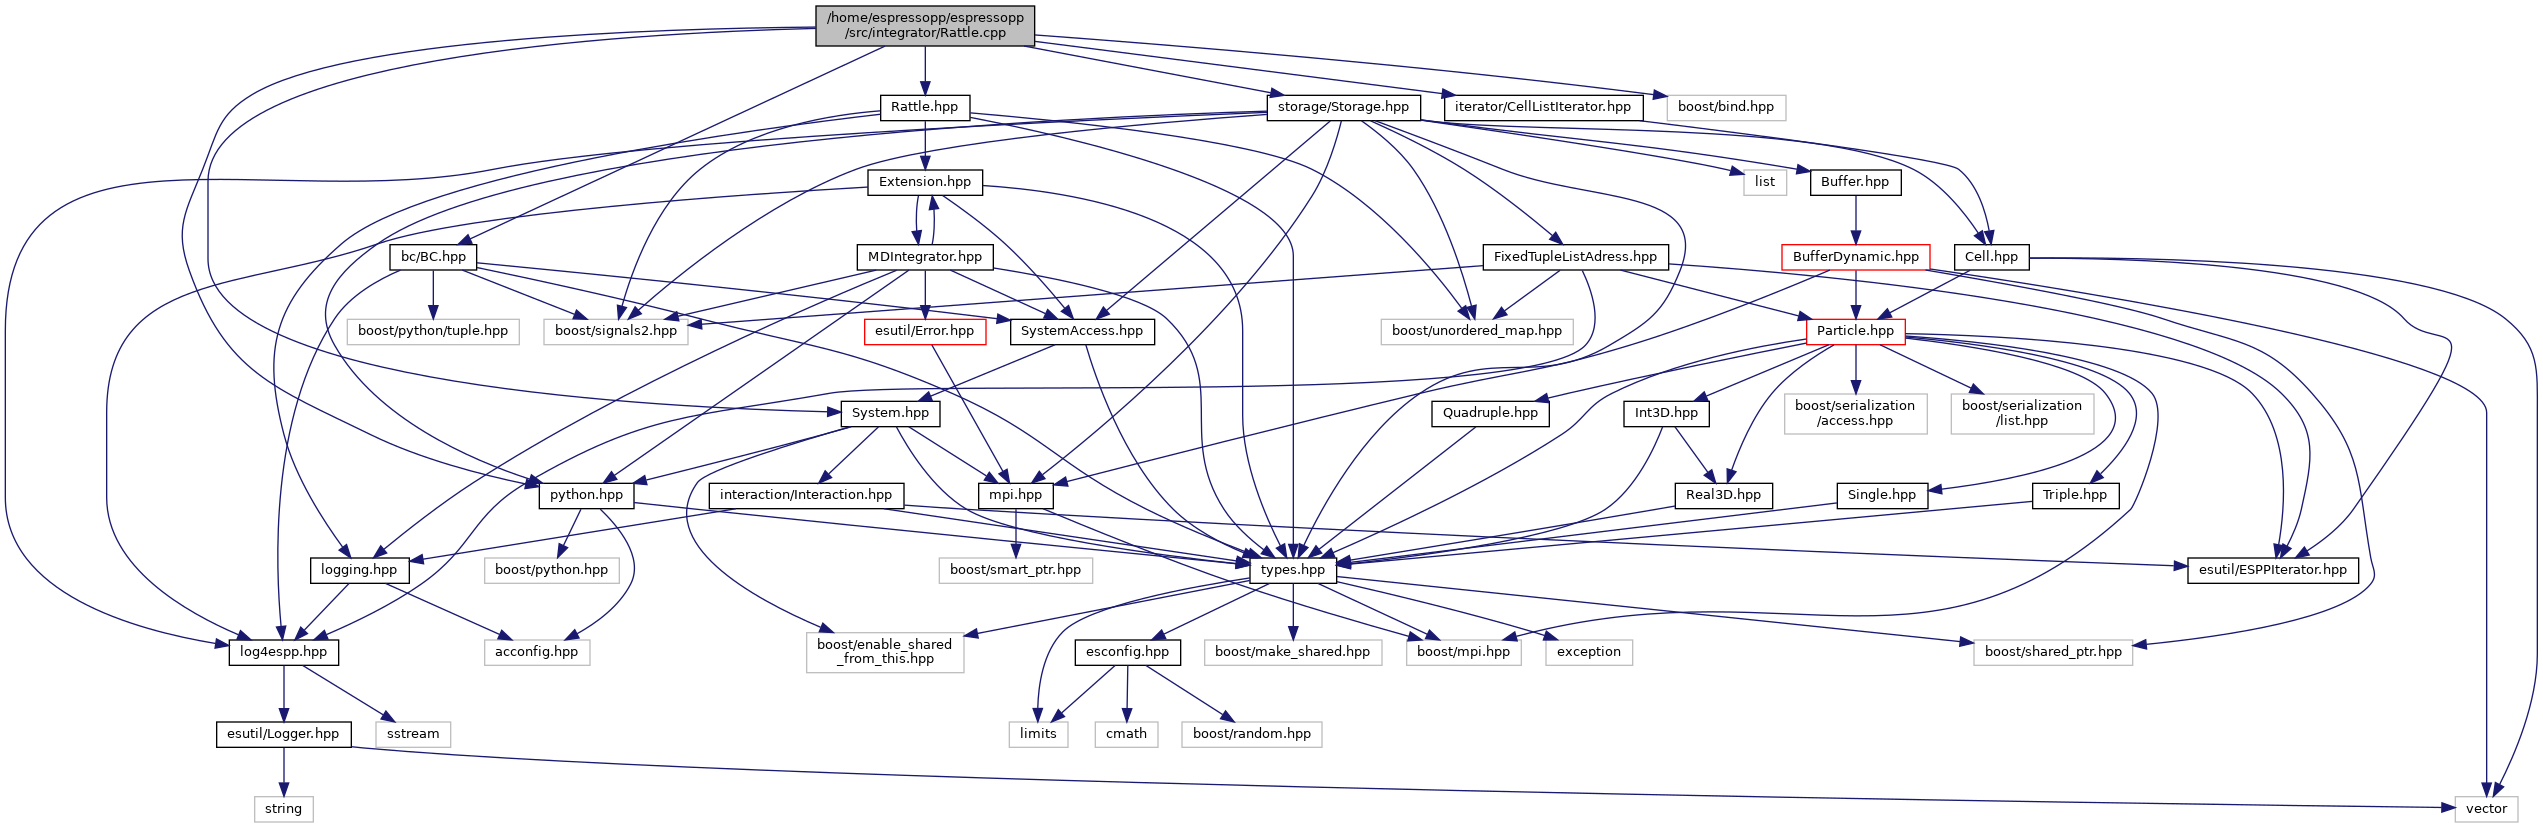 /home/espressopp/espressopp
/src/integrator/Rattle.cpp
Rattle.hpp
storage/Storage.hpp
iterator/CellListIterator.hpp
boost/bind.hpp
Extension.hpp
list
Buffer.hpp
bc/BC.hpp
MDIntegrator.hpp
FixedTupleListAdress.hpp
BufferDynamic.hpp
Cell.hpp
boost/python/tuple.hpp
boost/signals2.hpp
esutil/Error.hpp
SystemAccess.hpp
boost/unordered_map.hpp
Particle.hpp
System.hpp
Quadruple.hpp
Int3D.hpp
boost/serialization
/access.hpp
boost/serialization
/list.hpp
python.hpp
interaction/Interaction.hpp
mpi.hpp
Real3D.hpp
Single.hpp
Triple.hpp
logging.hpp
boost/python.hpp
boost/smart_ptr.hpp
types.hpp
esutil/ESPPIterator.hpp
log4espp.hpp
acconfig.hpp
boost/enable_shared
_from_this.hpp
esconfig.hpp
boost/make_shared.hpp
boost/mpi.hpp
exception
boost/shared_ptr.hpp
esutil/Logger.hpp
sstream
limits
cmath
boost/random.hpp
string
vector